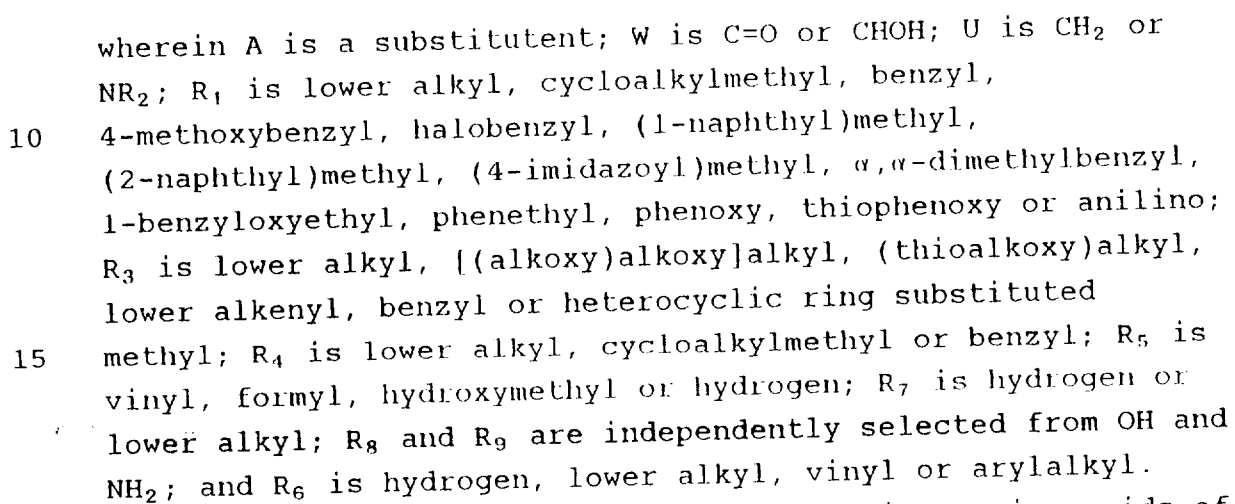 wherein A is a substitutent; W is C=O or CHOH; U is CH₂ or
NR₂; R₁ is lower alkyl, cycloalkylmethyl, benzyl,
10 4-methoxybenzyl, halobenzyl, (1-naphthyl)methyl,
(2-naphthyl)methyl, (4-imidazoyl)methyl, α,α-dimethylbenzyl,
1-benzyloxyethyl, phenethyl, phenoxy, thiophenoxy or anilino;
R₃ is lower alkyl, [(alkoxy)alkoxy]alkyl, (thioalkoxy)alkyl,
lower alkenyl, benzyl or heterocyclic ring substituted
15 methyl; R₄ is lower alkyl, cycloalkylmethyl or benzyl; R₅ is
vinyl, formyl, hydroxymethyl or hydrogen; R₇ is hydrogen or
lower alkyl; R₈ and R₉ are independently selected from OH and
NH₂; and R₆ is hydrogen, lower alkyl, vinyl or arylalkyl.